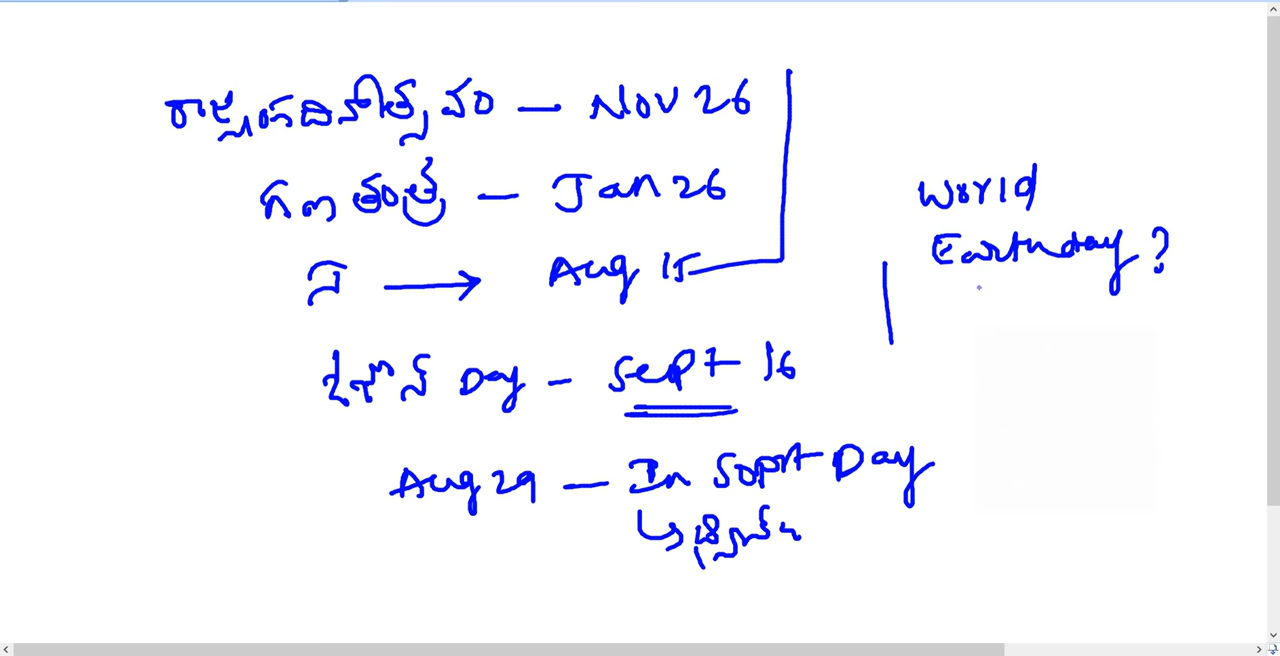 రాజ్యాంగదినోత్సవం - Nov 26
గణతంత్ర - Jan 26
స్వ → Aug 15
ఓజోన్ Day - Sept 16
Aug 29 - In Sport Day
World
Earthday?